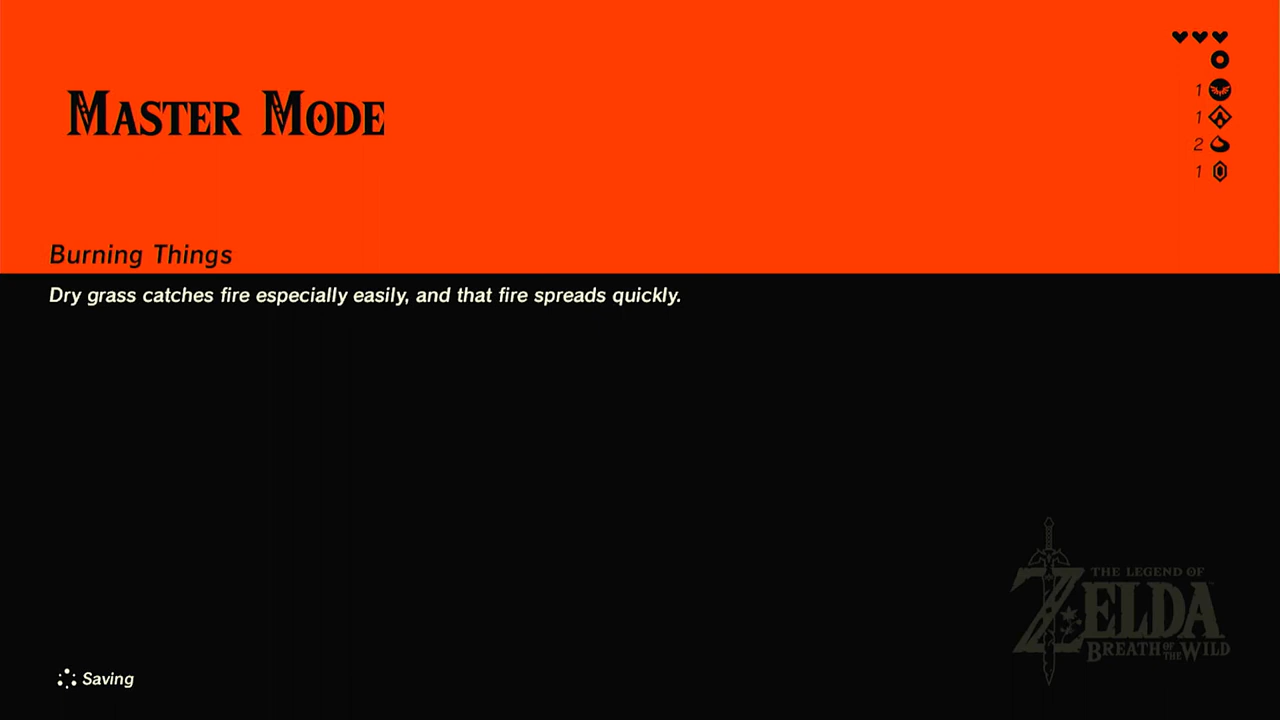 MASTER MODE
1
1
2
1
Burning Things
Dry grass catches fire especially easily, and that fire spreads quickly.
THE LEGEND OF
ZELDA
BREATH OF THE WILD
Saving